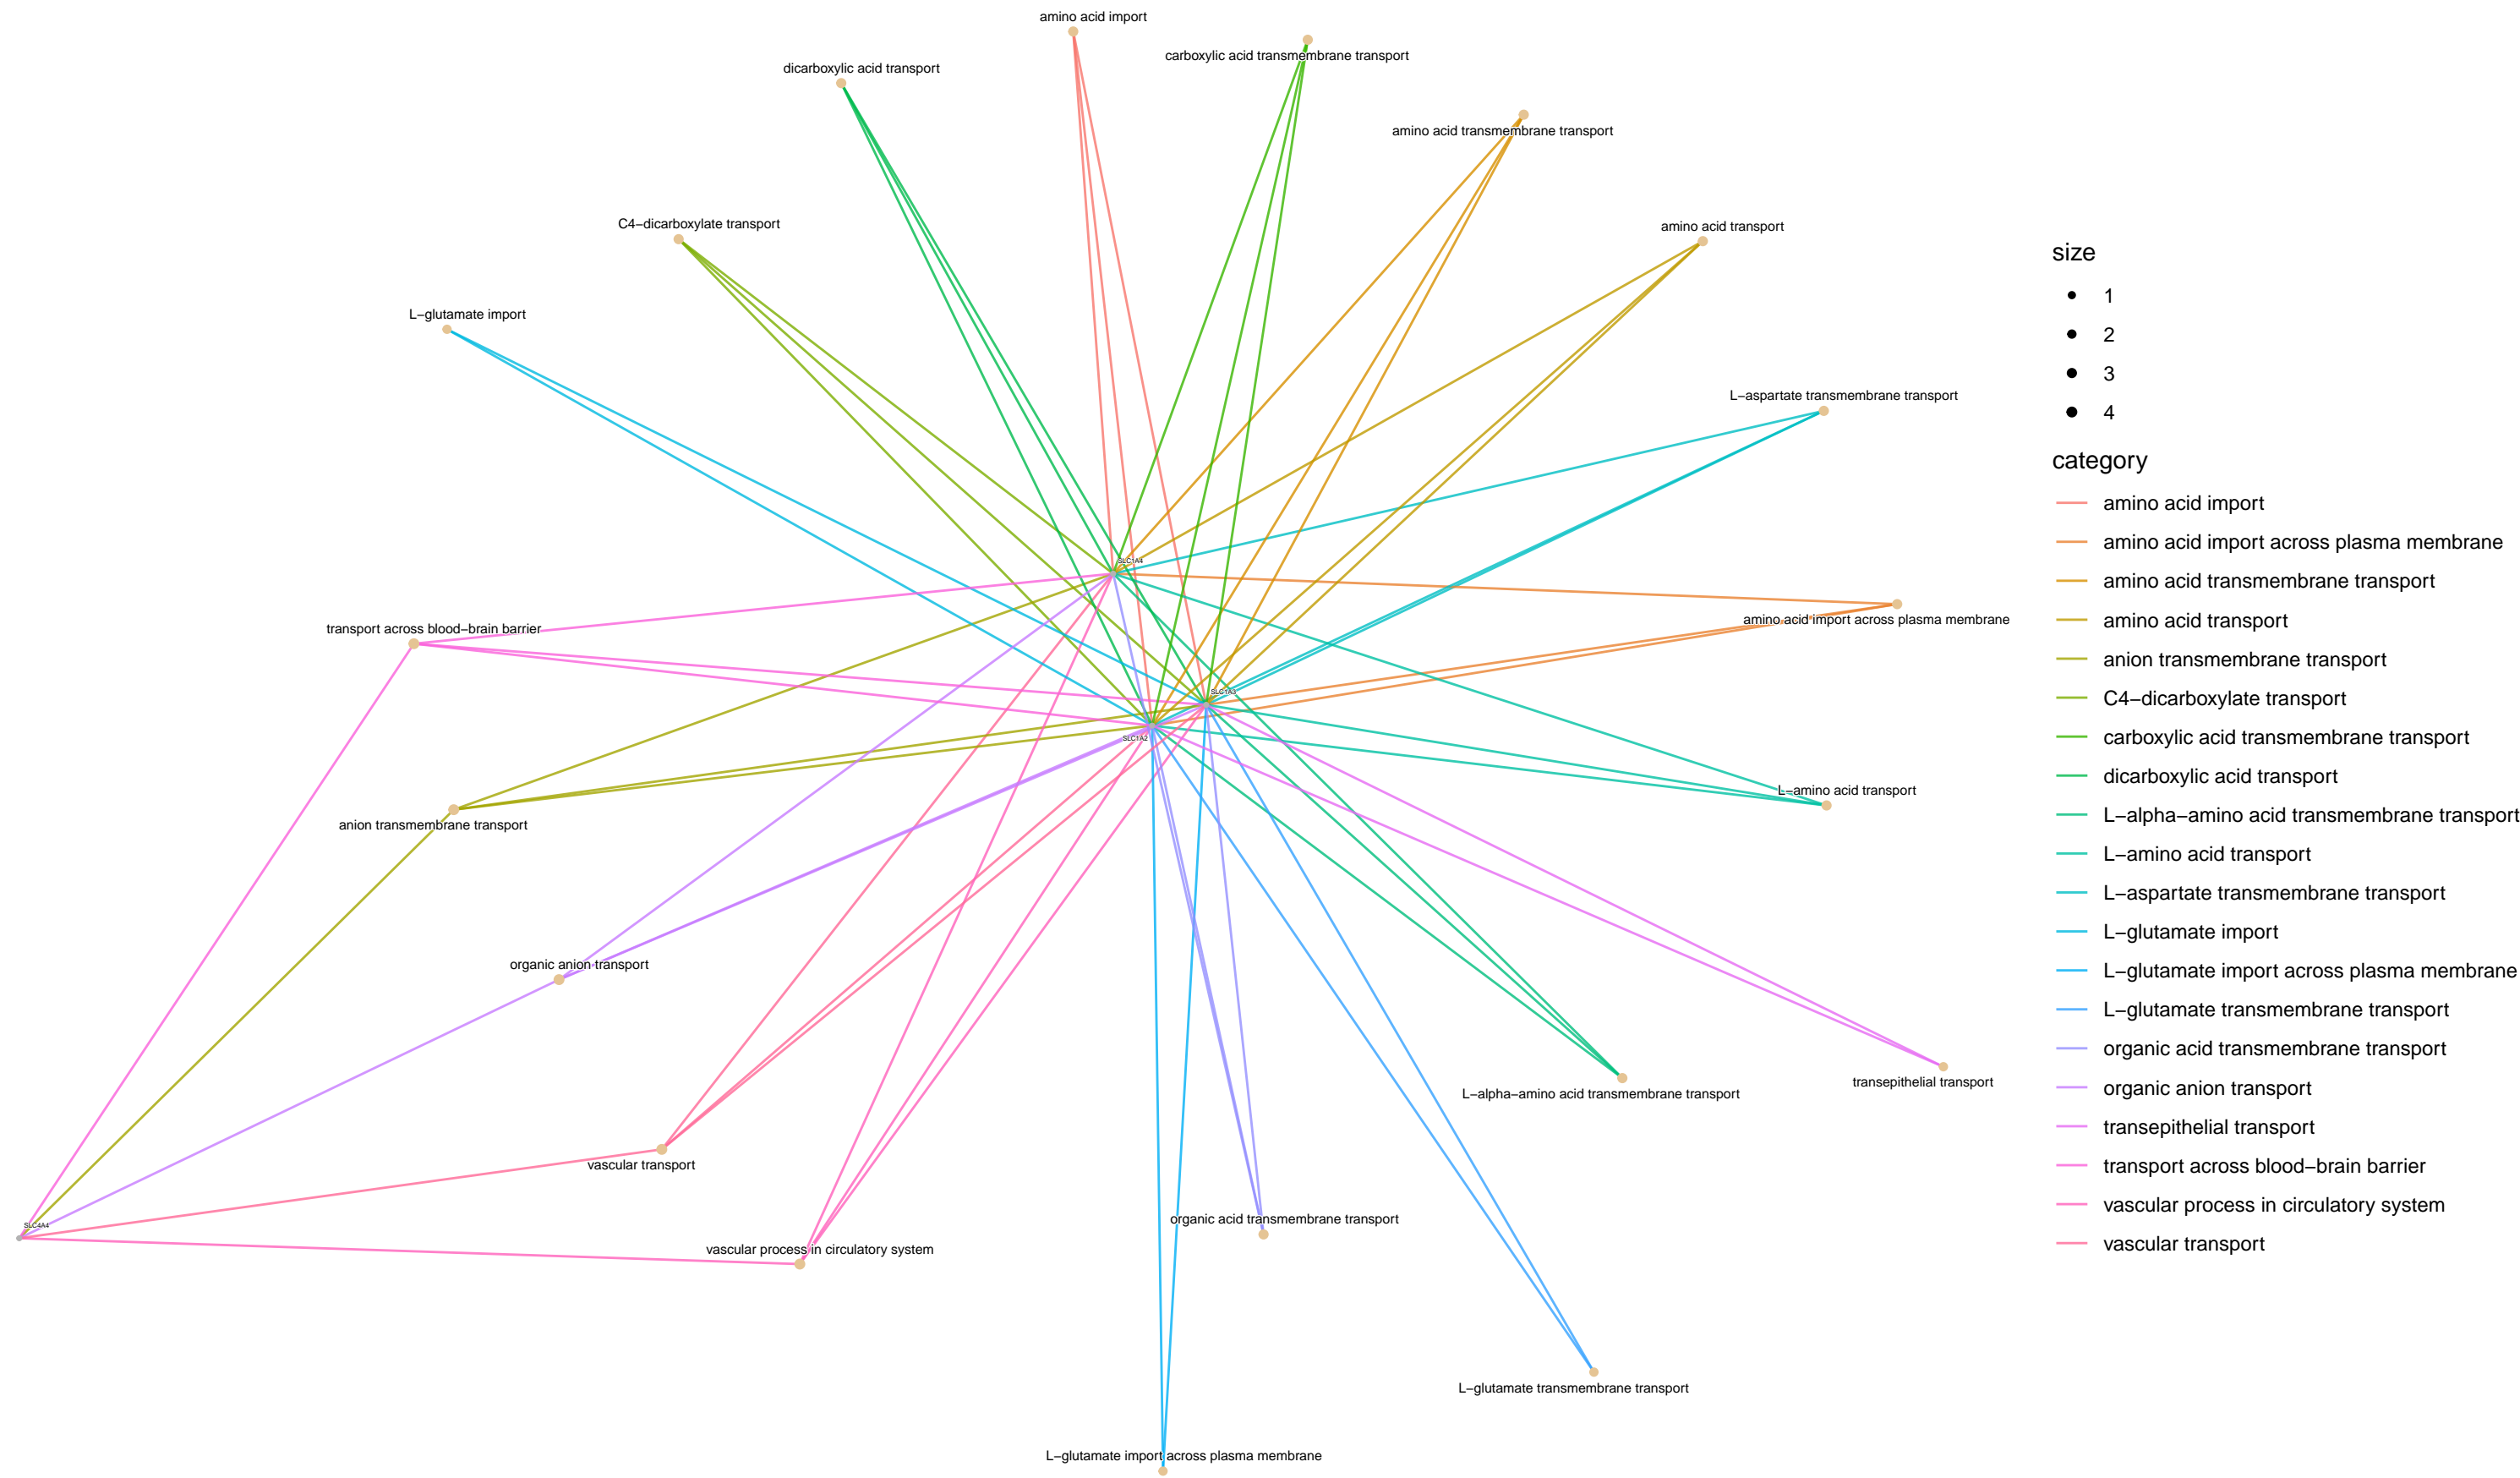 amino acid import
carboxylic acid transmembrane transport
dicarboxylic acid transport
amino acid transmembrane transport
C4−dicarboxylate transport
amino acid transport
L−glutamate import
L−aspartate transmembrane transport
SLC1A4
amino acid import across plasma membrane
transport across blood−brain barrier
SLC1A3
SLC1A2
L−amino acid transport
anion transmembrane transport
organic anion transport
transepithelial transport
L−alpha−amino acid transmembrane transport
vascular transport
organic acid transmembrane transport
SLC4A4
vascular process in circulatory system
L−glutamate transmembrane transport
L−glutamate import across plasma membrane
size
1
2
3
4
category
amino acid import
amino acid import across plasma membrane
amino acid transmembrane transport
amino acid transport
anion transmembrane transport
C4−dicarboxylate transport
carboxylic acid transmembrane transport
dicarboxylic acid transport
L−alpha−amino acid transmembrane transport
L−amino acid transport
L−aspartate transmembrane transport
L−glutamate import
L−glutamate import across plasma membrane
L−glutamate transmembrane transport
organic acid transmembrane transport
organic anion transport
transepithelial transport
transport across blood−brain barrier
vascular process in circulatory system
vascular transport